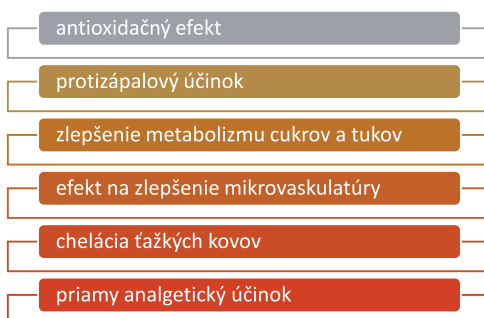 antioxidačný efekt
protizápalový účinok
zlepšenie metabolizmu cukrov a tukov
efekt na zlepšenie mikrovaskulatúry
chelácia ťažkých kovov
priamy analgetický účinok